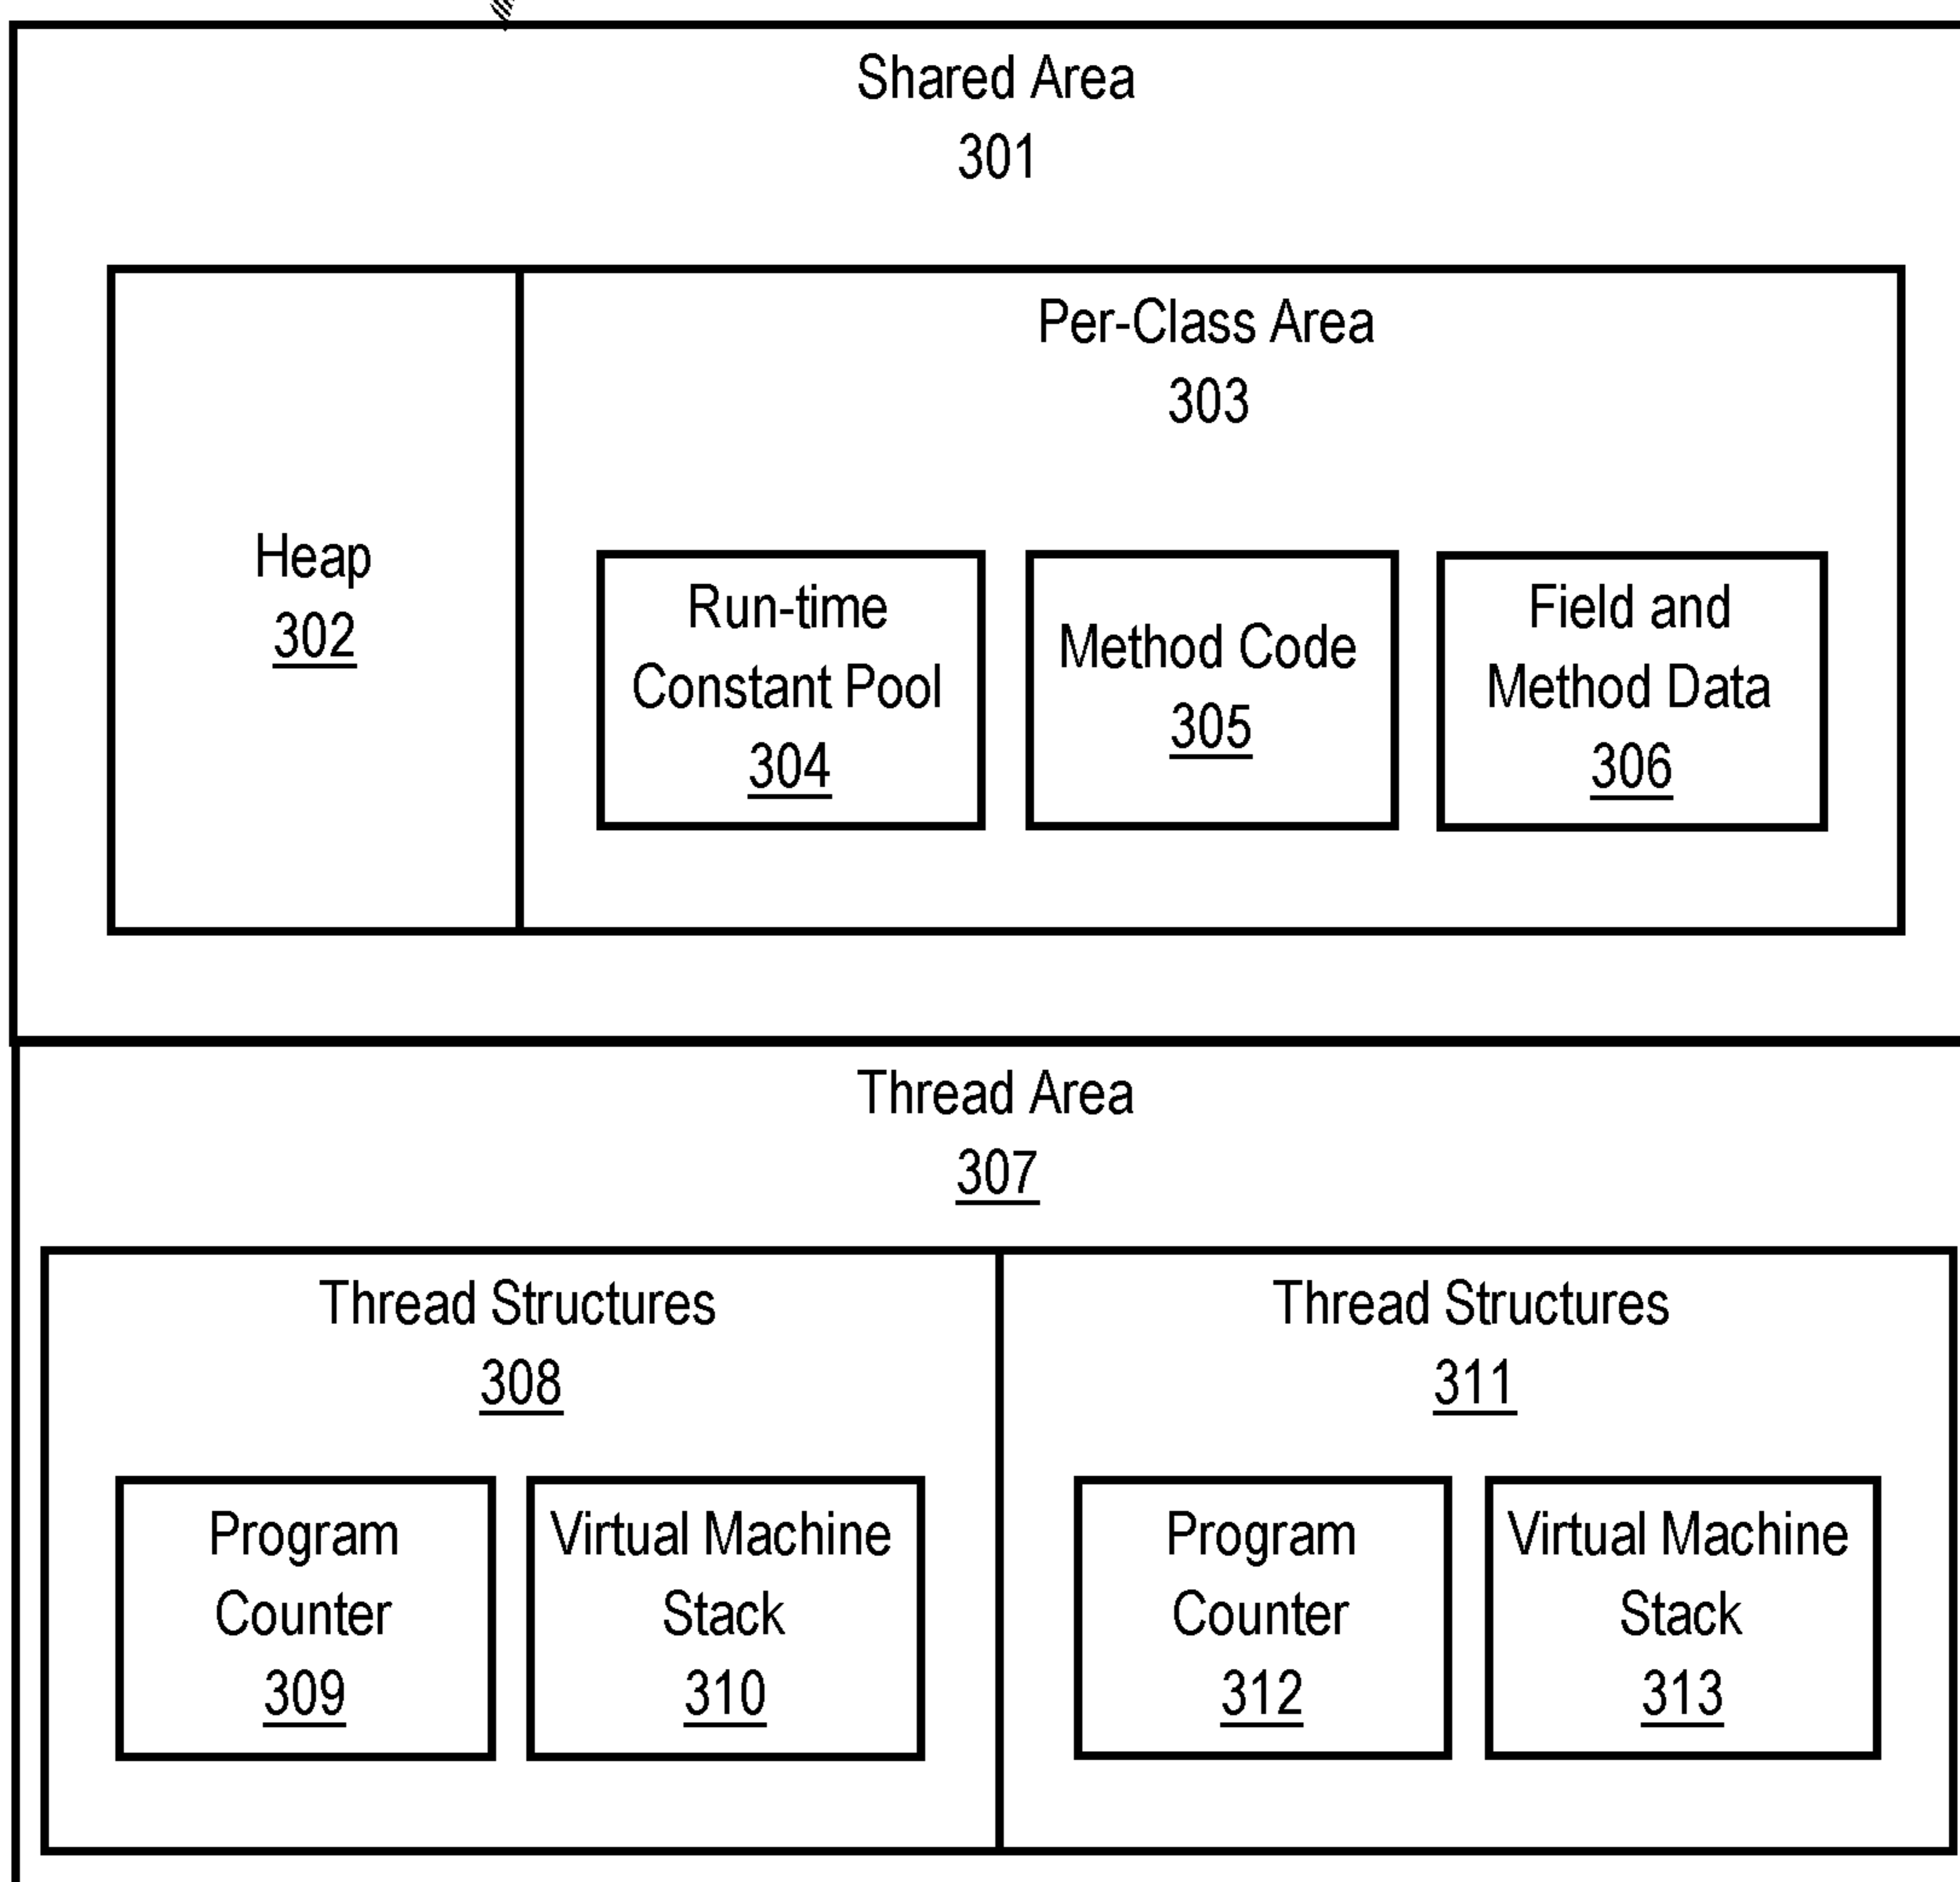 Shared Area
301
Per-Class Area
303
Heap
302
Run-time
Constant Pool
304
Method Code
305
Field and
Method Data
306
Thread Area
307
Thread Structures
308
Program
Counter
309
Virtual Machine
Stack
310
Thread Structures
311
Program
Counter
312
Virtual Machine
Stack
313